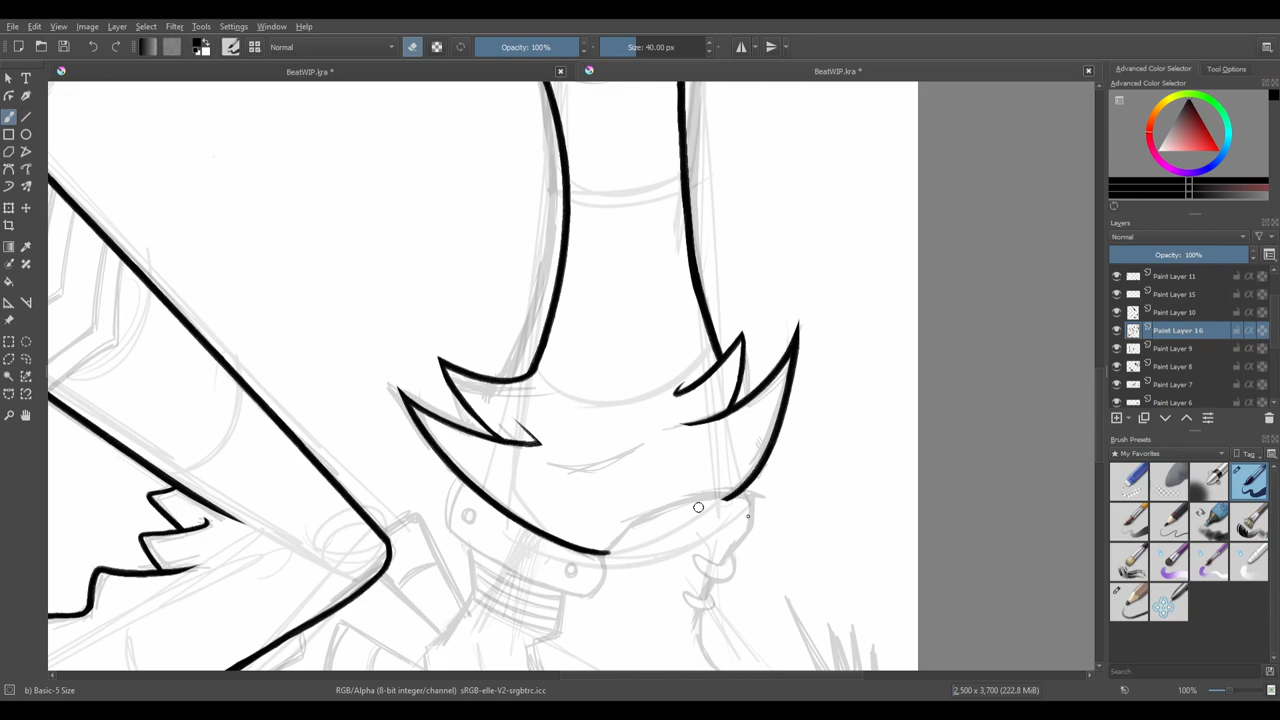 File Edit View Image Layer Select Filter Tools Settings Window Help
Normal Opacity: 100% Size: 40.00 px
BeatWIP.kra * BeatWIP.kra *
Advanced Color Selector Tool Options
Advanced Color Selector
Layers
Normal
Opacity: 100%
Paint Layer 11
Paint Layer 15
Paint Layer 10
Paint Layer 16
Paint Layer 9
Paint Layer 8
Paint Layer 7
Paint Layer 6
Brush Presets
My Favorites Tag
Search
b) Basic-5 Size RGB/Alpha (8-bit integer/channel) sRGB-elle-V2-srgbtrc.icc 2,500 x 3,700 (222.8 MiB) 100%